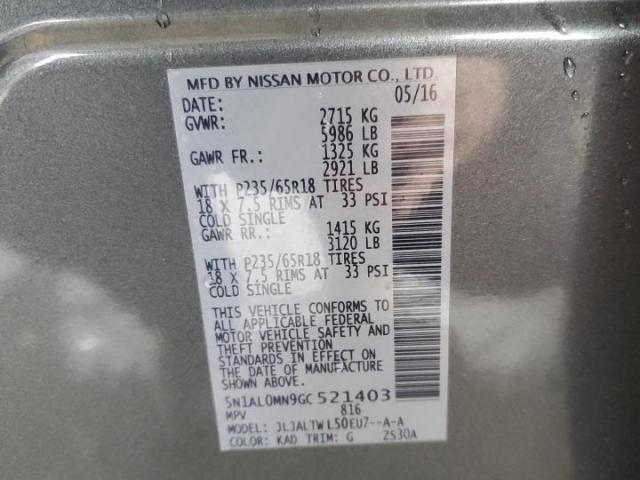 MFD BY NISSAN MOTOR CO., LTD.
DATE: 05/16
GVWR: 2715 KG
5986 LB
GAWR FR.: 1325 KG
2921 LB
WITH P235/65R18 TIRES
18 X 7.5 RIMS AT 33 PSI
COLD SINGLE
GAWR RR.: 1415 KG
3120 LB
WITH P235/65R18 TIRES
18 X 7.5 RIMS AT 33 PSI
COLD SINGLE
THIS VEHICLE CONFORMS TO
ALL APPLICABLE FEDERAL
MOTOR VEHICLE SAFETY AND
THEFT PREVENTION
STANDARDS IN EFFECT ON
THE DATE OF MANUFACTURE
SHOWN ABOVE.
5N1AL0MN9GC521403
MPV 816
MODEL: JLJALTWL50EU7--A-A
COLOR: KAD TRIM: G ZS30A